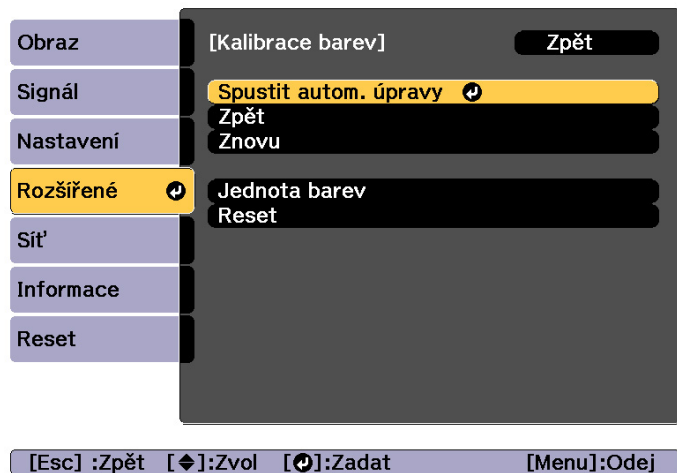 Obraz
Signál
Nastavení
Rozšířené
Síť
Informace
Reset
[Kalibrace barev] Zpět
Spustit autom. úpravy
Zpět
Znovu
Jednota barev
Reset
[Esc] :Zpět [◆]:Zvol [↵]:Zadat [Menu]:Odej